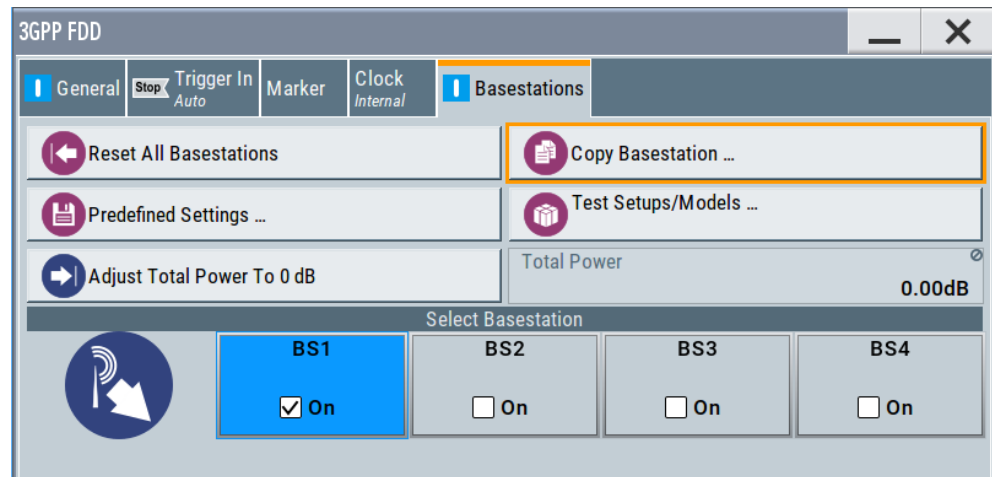 3GPP FDD
General
Stop
Trigger In
Auto
Marker
Clock
Internal
Basestations
Reset All Basestations
Copy Basestation ...
Predefined Settings ...
Test Setups/Models ...
Adjust Total Power To 0 dB
Total Power
0.00dB
Select Basestation
BS1
BS2
BS3
BS4
On
On
On
On